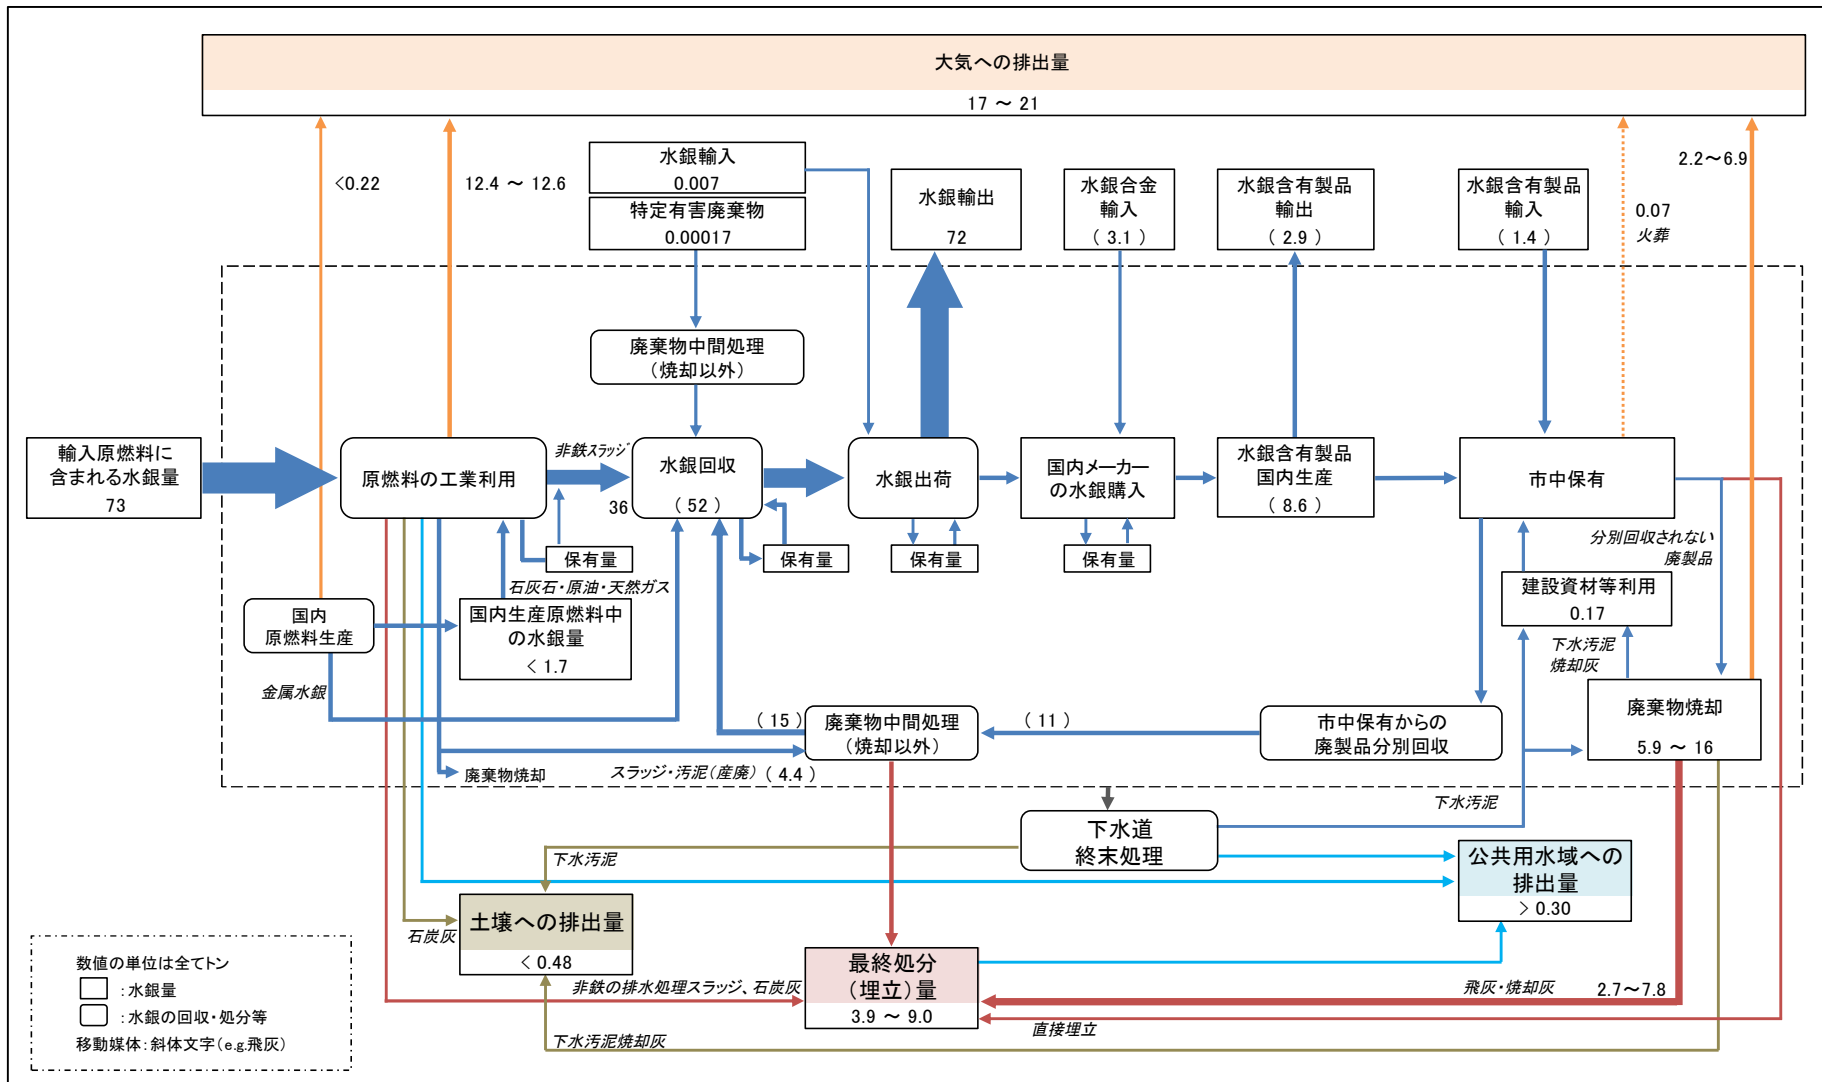 大気への排出量
17 ～ 21
<0.22
12.4 ～ 12.6
水銀輸入
0.007
特定有害廃棄物
0.00017
水銀輸出
72
水銀合金
輸入
( 3.1 )
水銀含有製品
輸出
( 2.9 )
水銀含有製品
輸入
( 1.4 )
0.07
火葬
2.2～6.9
廃棄物中間処理
(焼却以外)
輸入原燃料に
含まれる水銀量
73
原燃料の工業利用
非鉄スラッジ
36
水銀回収
( 52 )
水銀出荷
国内メーカー
の水銀購入
水銀含有製品
国内生産
( 8.6 )
市中保有
保有量
保有量
保有量
保有量
分別回収されない
廃製品
石灰石・原油・天然ガス
国内
原燃料生産
国内生産原燃料中
の水銀量
< 1.7
建設資材等利用
0.17
下水汚泥
焼却灰
金属水銀
( 15 )
廃棄物中間処理
(焼却以外)
( 11 )
市中保有からの
廃製品分別回収
廃棄物焼却
5.9 ～ 16
廃棄物焼却
スラッジ・汚泥(産廃)
( 4.4 )
下水汚泥
下水道
終末処理
下水汚泥
公共用水域への
排出量
> 0.30
土壌への排出量
< 0.48
石炭灰
最終処分
(埋立)量
3.9 ～ 9.0
非鉄の排水処理スラッジ、石炭灰
飛灰・焼却灰
2.7～7.8
直接埋立
下水汚泥焼却灰
数値の単位は全てトン
:水銀量
:水銀の回収・処分等
移動媒体:斜体文字(e.g.飛灰)